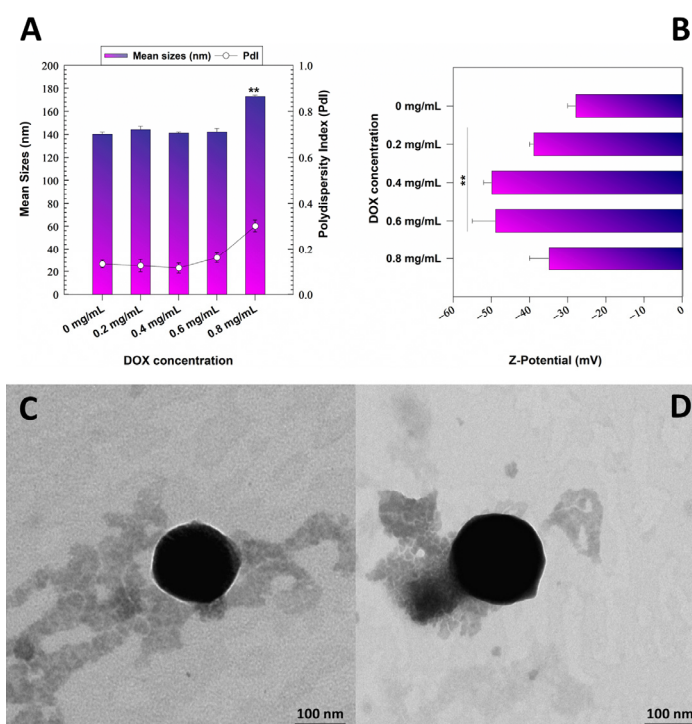 A
B
Mean sizes (nm) PdI
200
180
160
140
120
100
80
60
40
20
0
Mean Sizes (nm)
**
1.0
0.8
0.6
0.4
0.2
0.0
Polydispersity Index (PdI)
0 mg/mL
0.2 mg/mL
0.4 mg/mL
0.6 mg/mL
0.8 mg/mL
DOX concentration
DOX concentration
0 mg/mL
0.2 mg/mL
0.4 mg/mL
0.6 mg/mL
0.8 mg/mL
**
−60
−50
−40
−30
−20
−10
0
Z-Potential (mV)
C
D
100 nm
100 nm